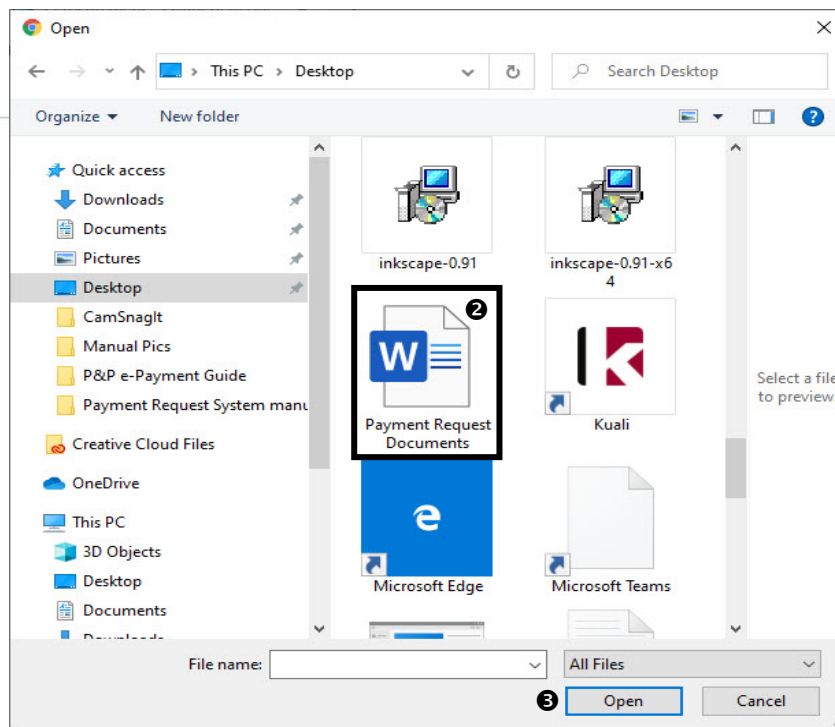 Open
This PC > Desktop
Search Desktop
Organize
New folder
Quick access
Downloads
Documents
Pictures
Desktop
CamSnagIt
Manual Pics
P&P e-Payment Guide
Payment Request System manu
Creative Cloud Files
OneDrive
This PC
3D Objects
Desktop
Documents
inkscape-0.91
inkscape-0.91-x6
4
❷
W
Payment Request
Documents
K
Kuali
e
Microsoft Edge
Microsoft Teams
Select a file
to preview
File name:
All Files
❸
Open
Cancel